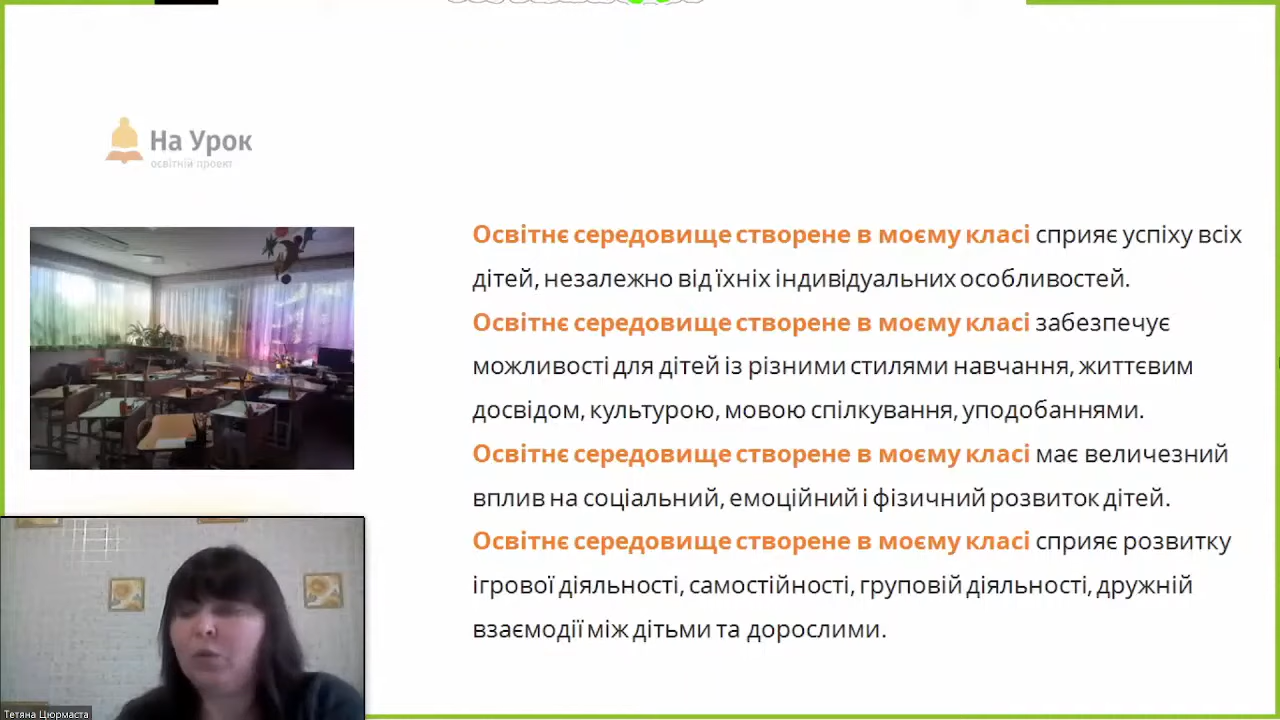 На Урок
освітній проект
Освітнє середовище створене в моєму класі сприяє успіху всіх
дітей, незалежно від їхніх індивідуальних особливостей.
Освітнє середовище створене в моєму класі забезпечує
можливості для дітей із різними стилями навчання, життєвим
досвідом, культурою, мовою спілкування, уподобаннями.
Освітнє середовище створене в моєму класі має величезний
вплив на соціальний, емоційний і фізичний розвиток дітей.
Освітнє середовище створене в моєму класі сприяє розвитку
ігрової діяльності, самостійності, груповій діяльності, дружній
взаємодії між дітьми та дорослими.
Тетяна Цюрмаста